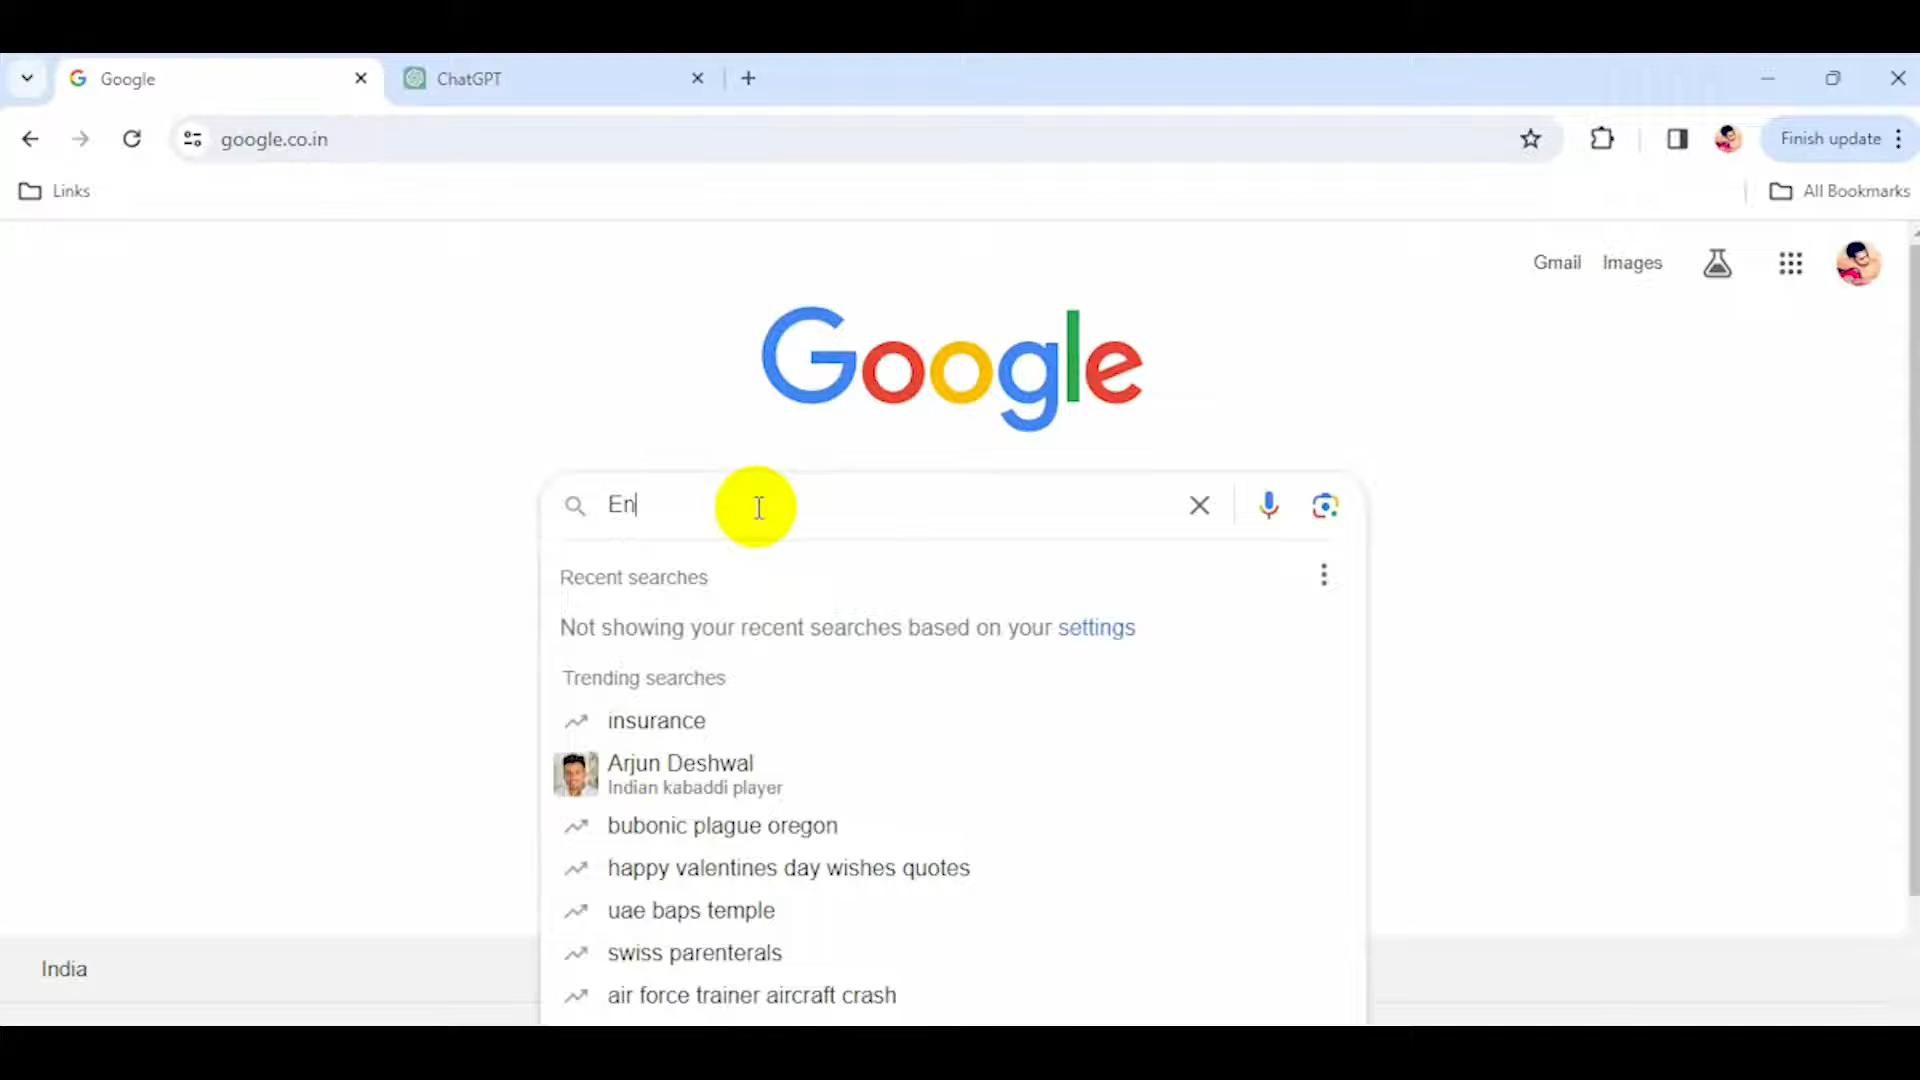 Google
ChatGPT
google.co.in
Finish update
Links
All Bookmarks
Gmail
Images
Google
En
Recent searches
Not showing your recent searches based on your settings
Trending searches
insurance
Arjun Deshwal
Indian kabaddi player
bubonic plague oregon
happy valentines day wishes quotes
uae baps temple
swiss parenterals
air force trainer aircraft crash
India